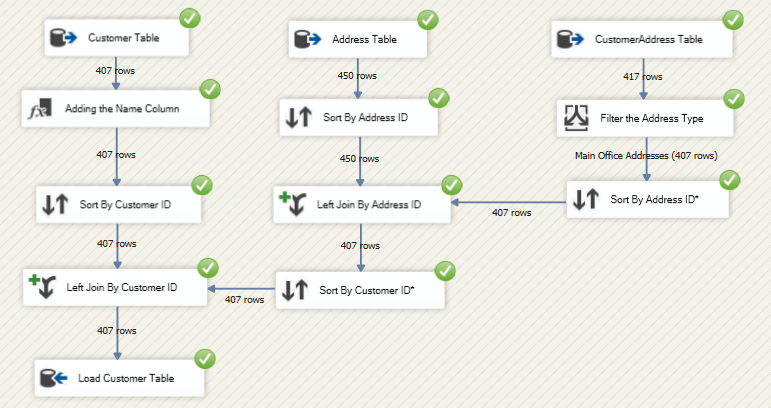 Customer Table
Address Table
CustomerAddress Table
407 rows
450 rows
417 rows
Adding the Name Column
Sort By Address ID
Filter the Address Type
407 rows
450 rows
Main Office Addresses (407 rows)
Sort By Customer ID
Left Join By Address ID
407 rows
Sort By Address ID*
407 rows
407 rows
Left Join By Customer ID
407 rows
Sort By Customer ID*
407 rows
Load Customer Table